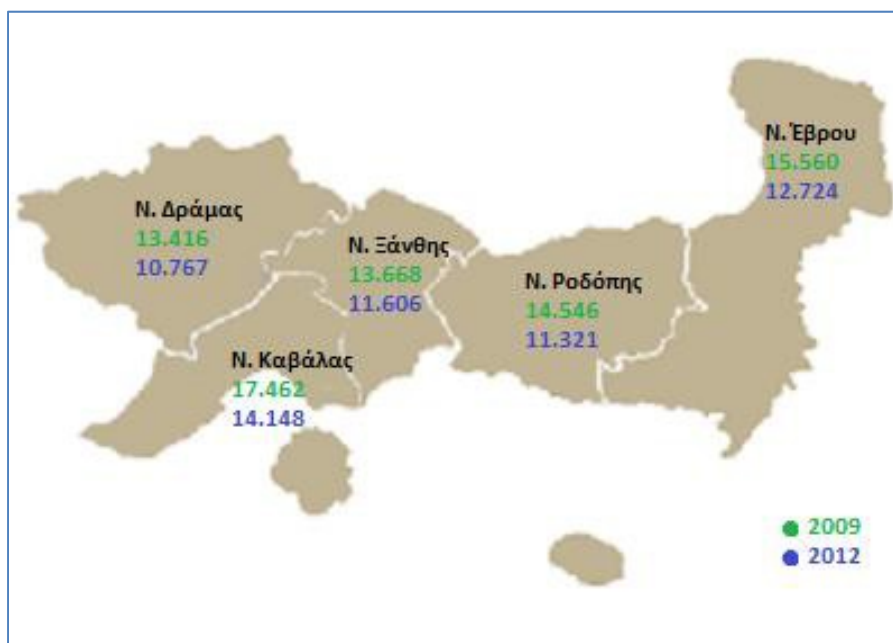 Ν. Έβρου
15.560
12.724
Ν. Δράμας
13.416
10.767
Ν. Ξάνθης
13.668
11.606
Ν. Ροδόπης
14.546
11.321
Ν. Καβάλας
17.462
14.148
2009
2012